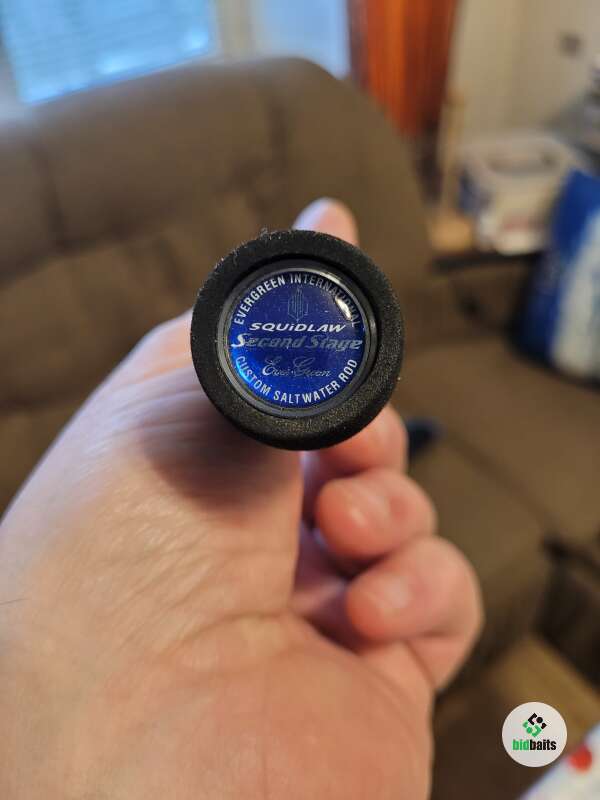 EVERGREEN INTERNATIONAL
SQUiDLAW
Second Stage
Ever Green
CUSTOM SALTWATER ROD
bidbaits